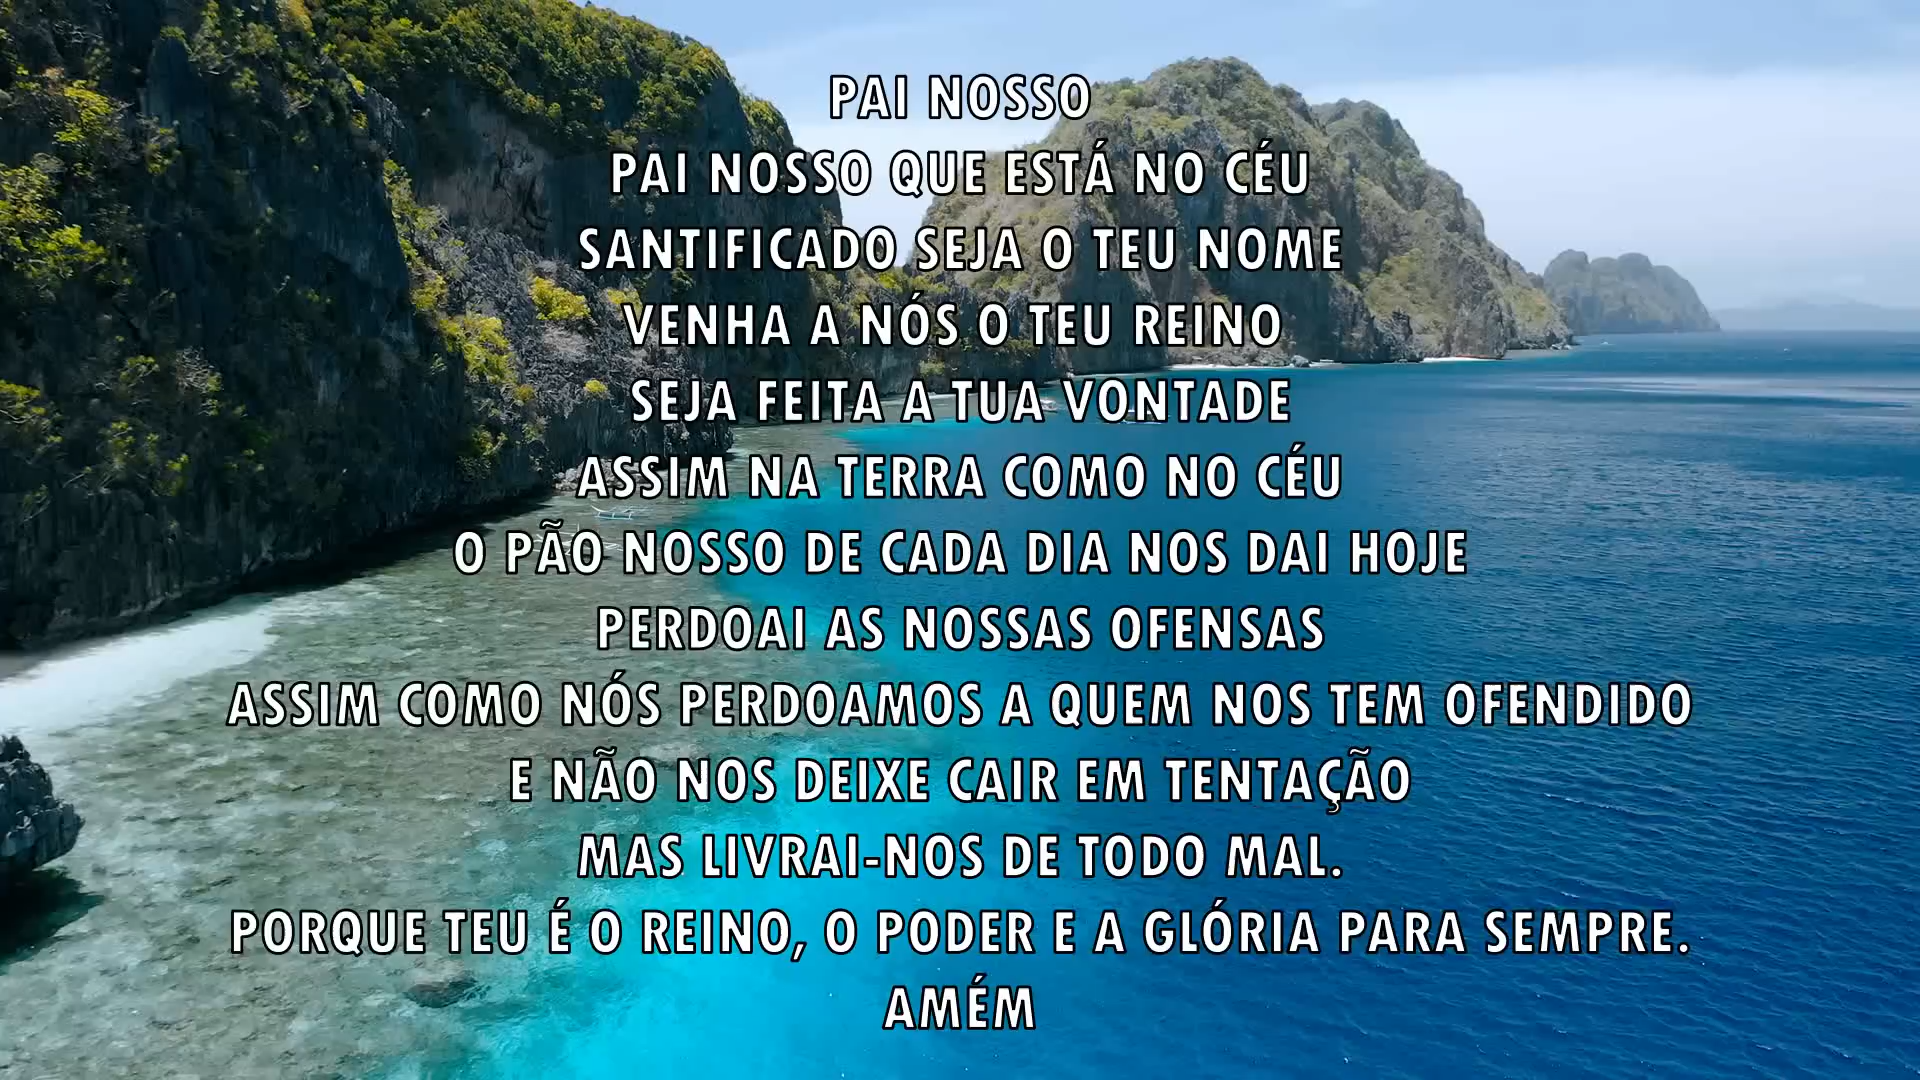 PAI NOSSO
PAI NOSSO QUE ESTÁ NO CÉU
SANTIFICADO SEJA O TEU NOME
VENHA A NÓS O TEU REINO
SEJA FEITA A TUA VONTADE
ASSIM NA TERRA COMO NO CÉU
O PÃO NOSSO DE CADA DIA NOS DAI HOJE
PERDOAI AS NOSSAS OFENSAS
ASSIM COMO NÓS PERDOAMOS A QUEM NOS TEM OFENDIDO
E NÃO NOS DEIXE CAIR EM TENTAÇÃO
MAS LIVRAI-NOS DE TODO MAL.
PORQUE TEU É O REINO, O PODER E A GLÓRIA PARA SEMPRE.
AMÉM